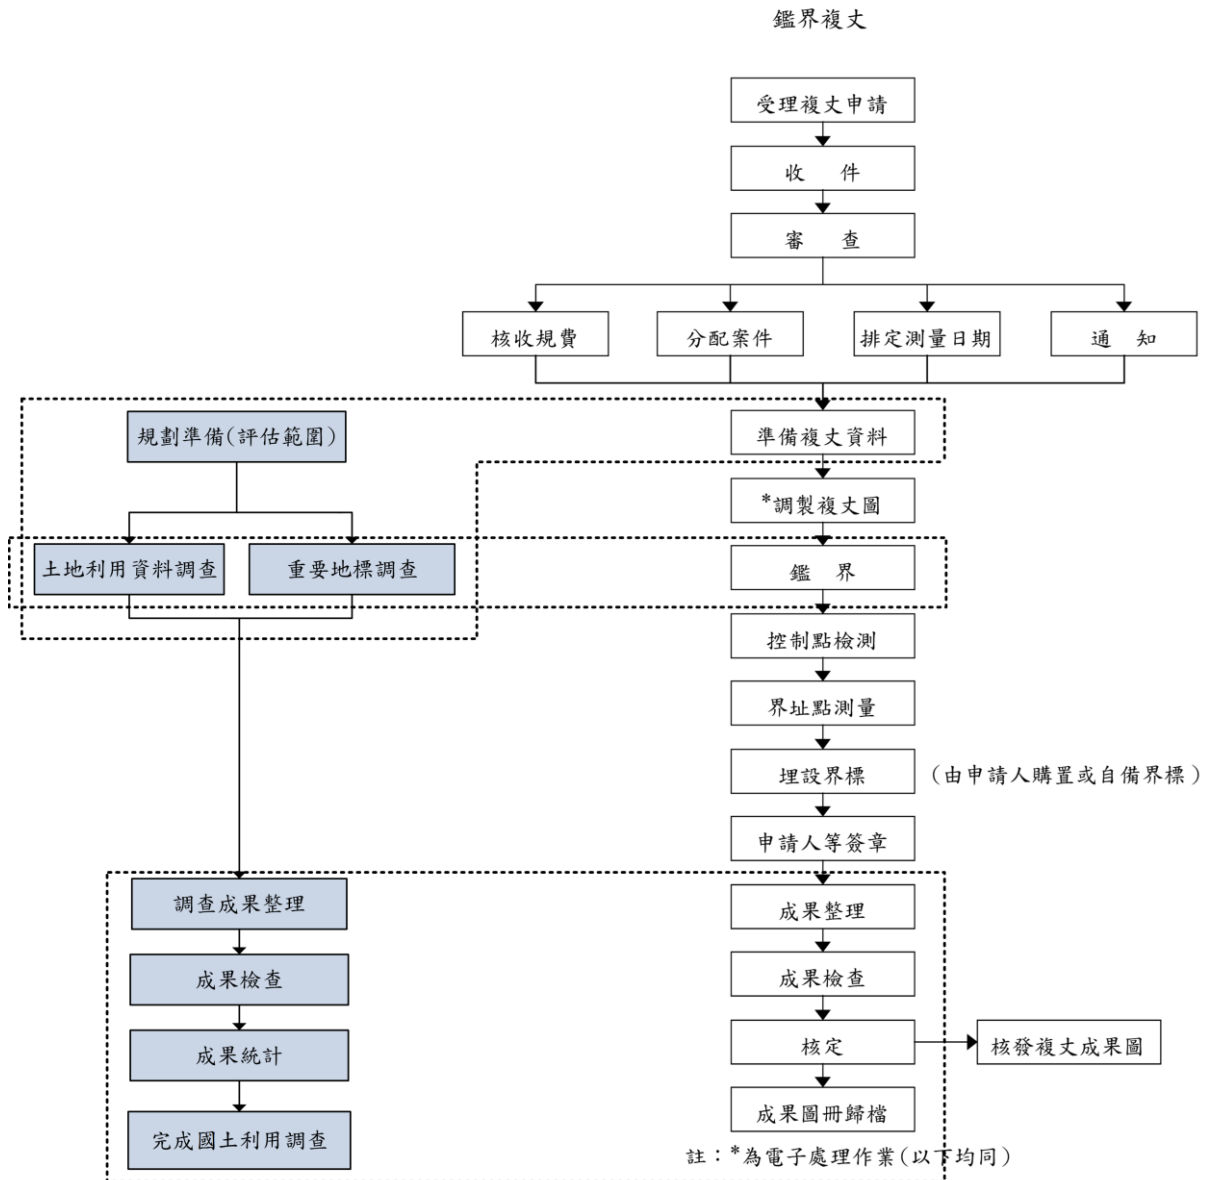 鑑界複丈
受理複丈申請
收 件
審 查
核收規費
分配案件
排定測量日期
通 知
規劃準備(評估範圍)
準備複丈資料
*調製複丈圖
土地利用資料調查
重要地標調查
鑑 界
控制點檢測
界址點測量
埋設界標
(由申請人購置或自備界標)
申請人等簽章
調查成果整理
成果整理
成果檢查
成果檢查
成果統計
核定
核發複丈成果圖
完成國土利用調查
成果圖冊歸檔
註：*為電子處理作業(以下均同)